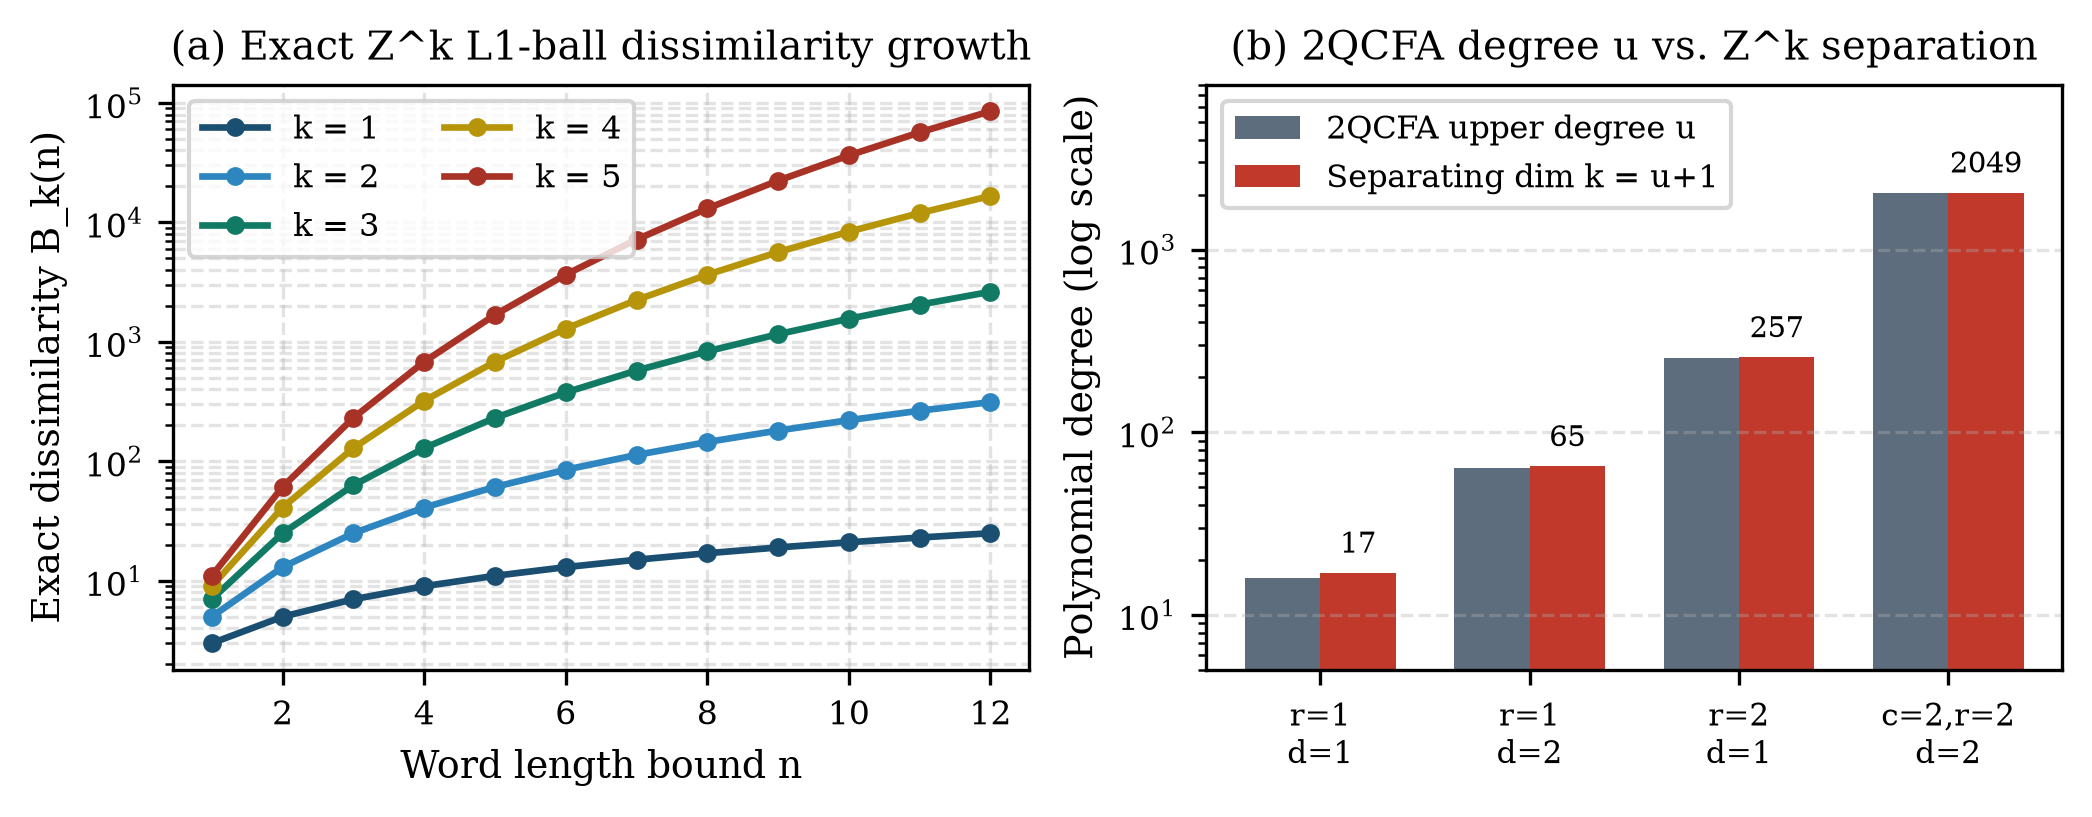 (a) Exact Z^k L1-ball dissimilarity growth
Exact dissimilarity B_k(n)
10^5
10^4
10^3
10^2
10^1
k = 1
k = 2
k = 3
k = 4
k = 5
2 4 6 8 10 12
Word length bound n
(b) 2QCFA degree u vs. Z^k separation
Polynomial degree (log scale)
10^3
10^2
10^1
2QCFA upper degree u
Separating dim k = u+1
17
65
257
2049
r=1
d=1
r=1
d=2
r=2
d=1
c=2,r=2
d=2